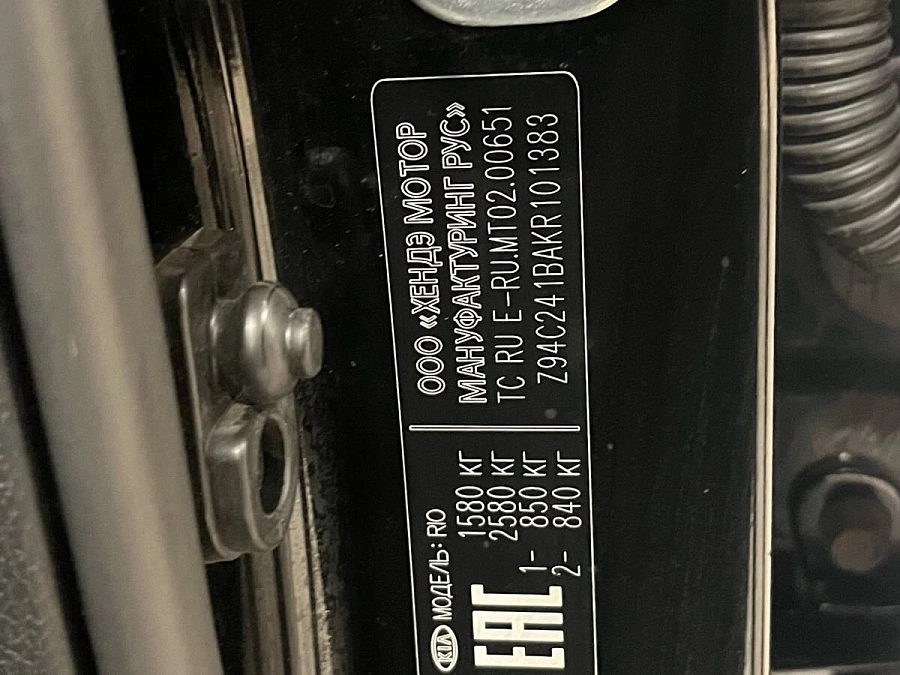 KIA МОДЕЛЬ: RIO
EAC
1580 КГ
2580 КГ
1- 850 КГ
2- 840 КГ
ООО «ХЕНДЭ МОТОР
МАНУФАКТУРИНГ РУС»
ТС RU E-RU.MT02.00651
Z94C241BAKR101383